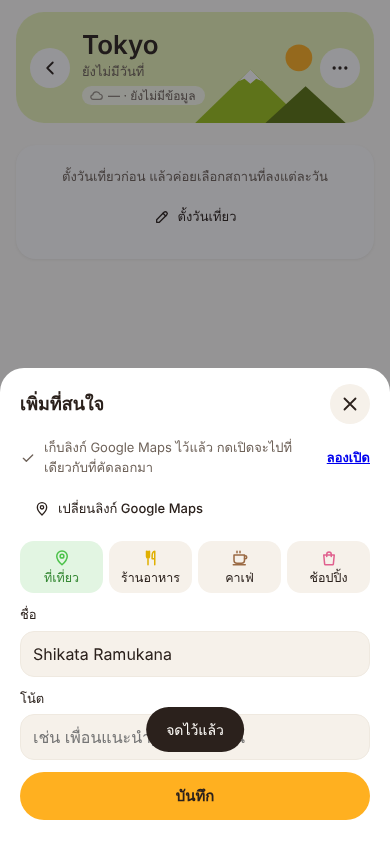 Tokyo
ยังไม่มีวันที่
— · ยังไม่มีข้อมูล
ตั้งวันเที่ยวก่อน แล้วค่อยเลือกสถานที่ลงแต่ละวัน
ตั้งวันเที่ยว
เพิ่มที่สนใจ
เก็บลิงก์ Google Maps ไว้แล้ว กดเปิดจะไปที่
เดียวกับที่คัดลอกมา
ลองเปิด
เปลี่ยนลิงก์ Google Maps
ที่เที่ยว
ร้านอาหาร
คาเฟ่
ช้อปปิ้ง
ชื่อ
Shikata Ramukana
โน้ต
เช่น เพื่อนแนะนำ
จดไว้แล้ว
บันทึก